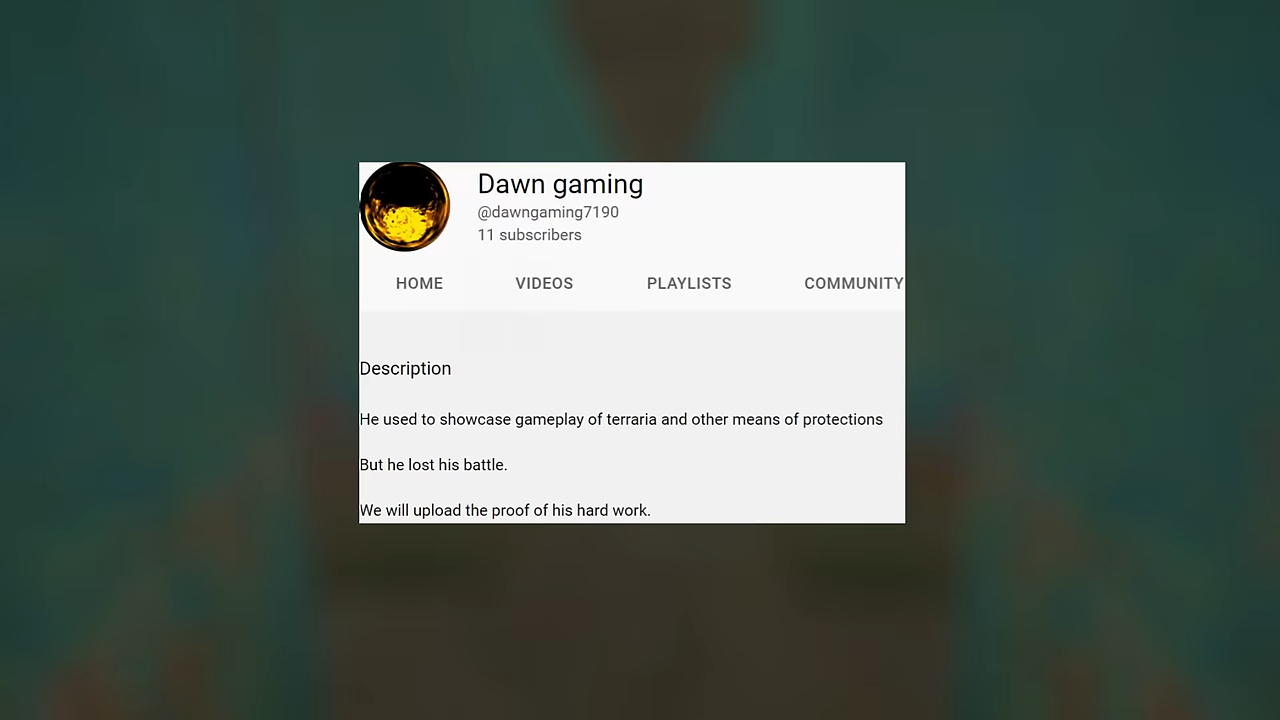 Dawn gaming
@dawngaming7190
11 subscribers
HOME VIDEOS PLAYLISTS COMMUNITY
Description
He used to showcase gameplay of terraria and other means of protections
But he lost his battle.
We will upload the proof of his hard work.